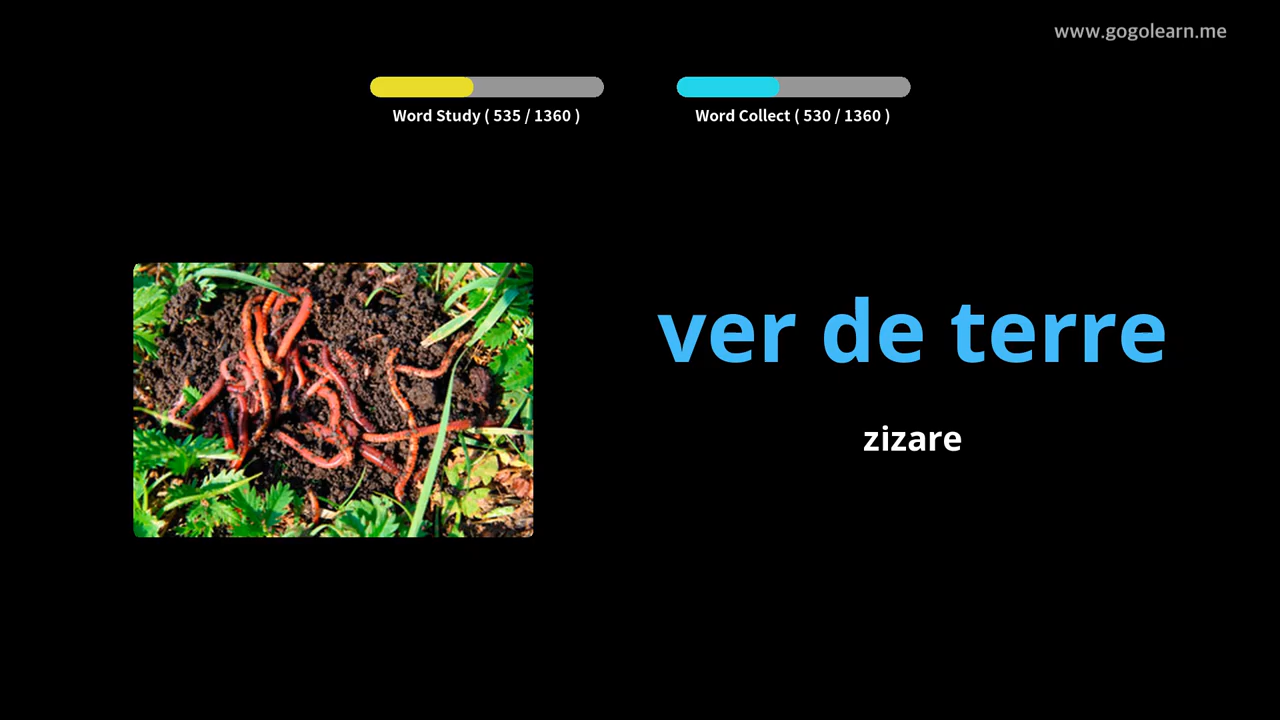 www.gogolearn.me
Word Study ( 535 / 1360 )
Word Collect ( 530 / 1360 )
ver de terre
zizare